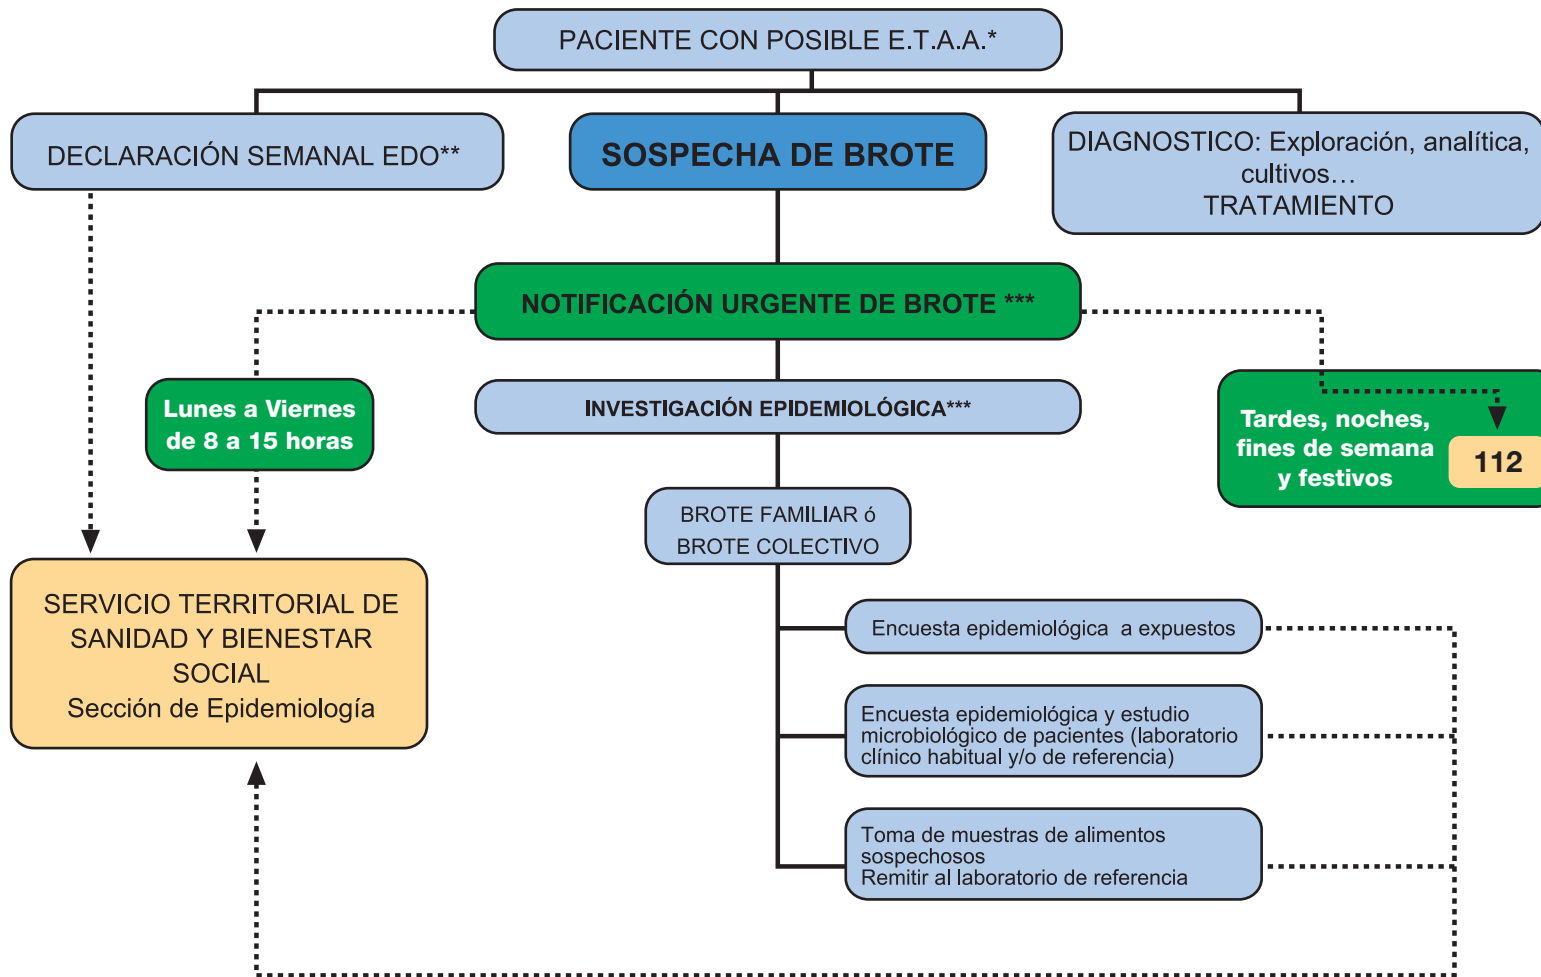 PACIENTE CON POSIBLE E.T.A.A.*
DECLARACIÓN SEMANAL EDO**
SOSPECHA DE BROTE
DIAGNOSTICO: Exploración, analítica,
cultivos…
TRATAMIENTO
NOTIFICACIÓN URGENTE DE BROTE ***
Lunes a Viernes
de 8 a 15 horas
INVESTIGACIÓN EPIDEMIOLÓGICA***
Tardes, noches,
fines de semana
y festivos
112
BROTE FAMILIAR ó
BROTE COLECTIVO
SERVICIO TERRITORIAL DE
SANIDAD Y BIENESTAR
SOCIAL
Sección de Epidemiología
Encuesta epidemiológica a expuestos
Encuesta epidemiológica y estudio
microbiológico de pacientes (laboratorio
clínico habitual y/o de referencia)
Toma de muestras de alimentos
sospechosos
Remitir al laboratorio de referencia